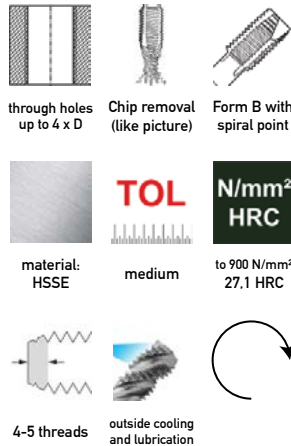 through holes
up to 4 x D
Chip removal
(like picture)
Form B with
spiral point
TOL
N/mm²
HRC
material:
HSSE
medium
to 900 N/mm²
27,1 HRC
4-5 threads
outside cooling
and lubrication